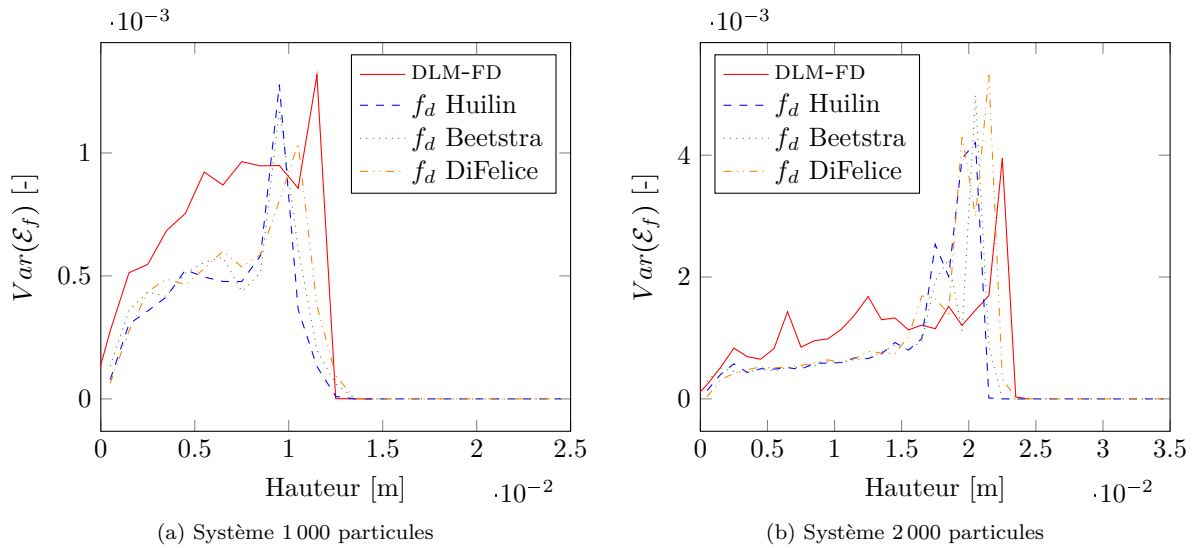 ·10−3
1
0.5
0
Var(Ɛf) [-]
DLM-FD
fd Huilin
fd Beetstra
fd DiFelice
0 0.5 1 1.5 2 2.5
Hauteur [m]
·10−2
(a) Système 1 000 particules
·10−3
4
2
0
Var(Ɛf) [-]
DLM-FD
fd Huilin
fd Beetstra
fd DiFelice
0 0.5 1 1.5 2 2.5 3 3.5
Hauteur [m]
·10−2
(b) Système 2 000 particules